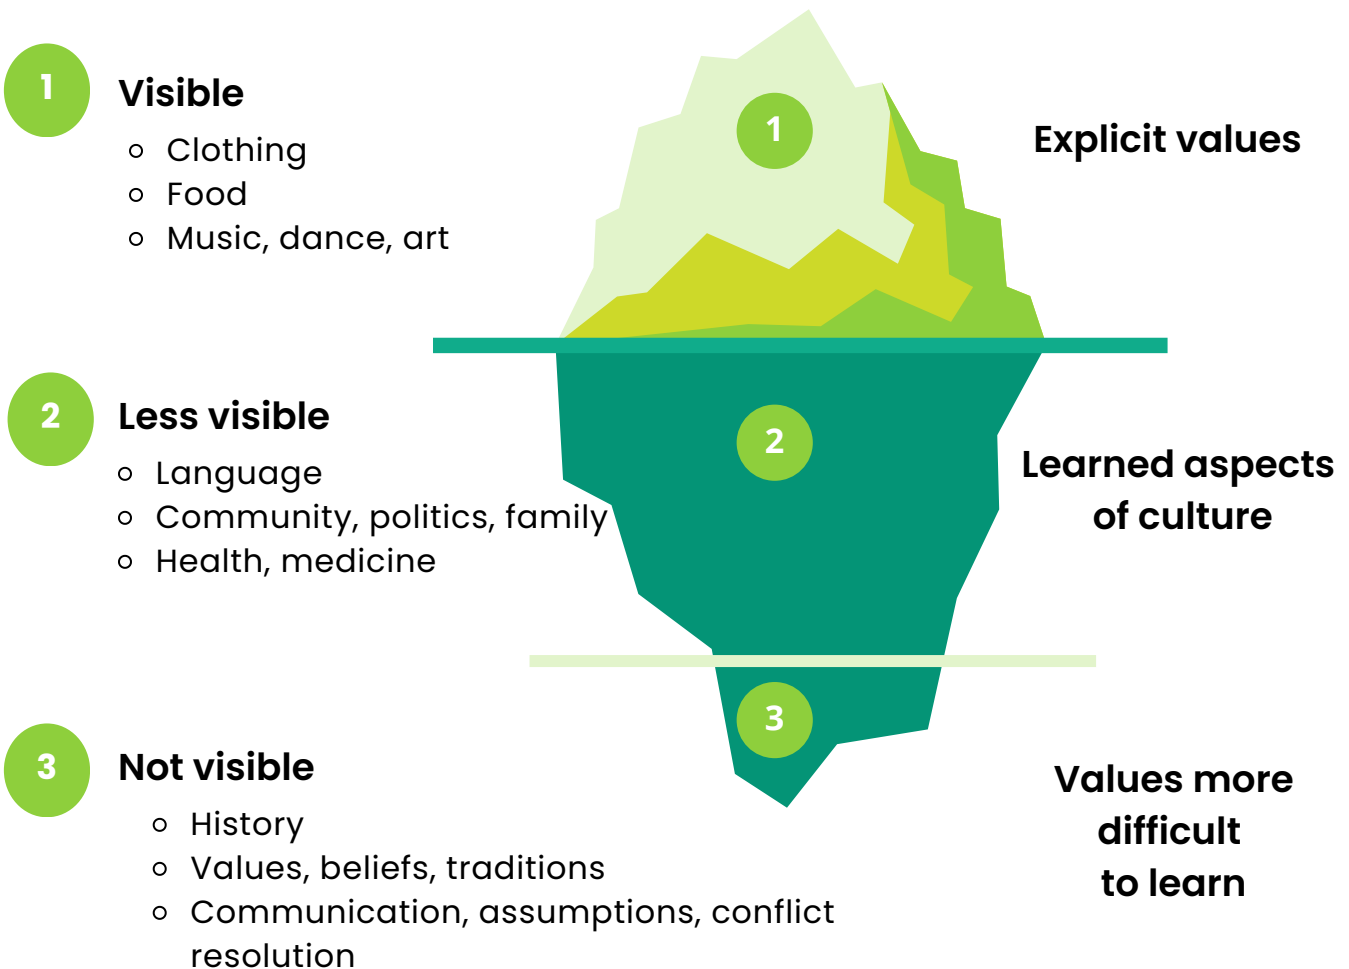 1
Visible
Clothing
Food
Music, dance, art
1
Explicit values
2
Less visible
Language
Community, politics, family
Health, medicine
2
Learned aspects
of culture
3
Not visible
History
Values, beliefs, traditions
Communication, assumptions, conflict
resolution
3
Values more
difficult
to learn